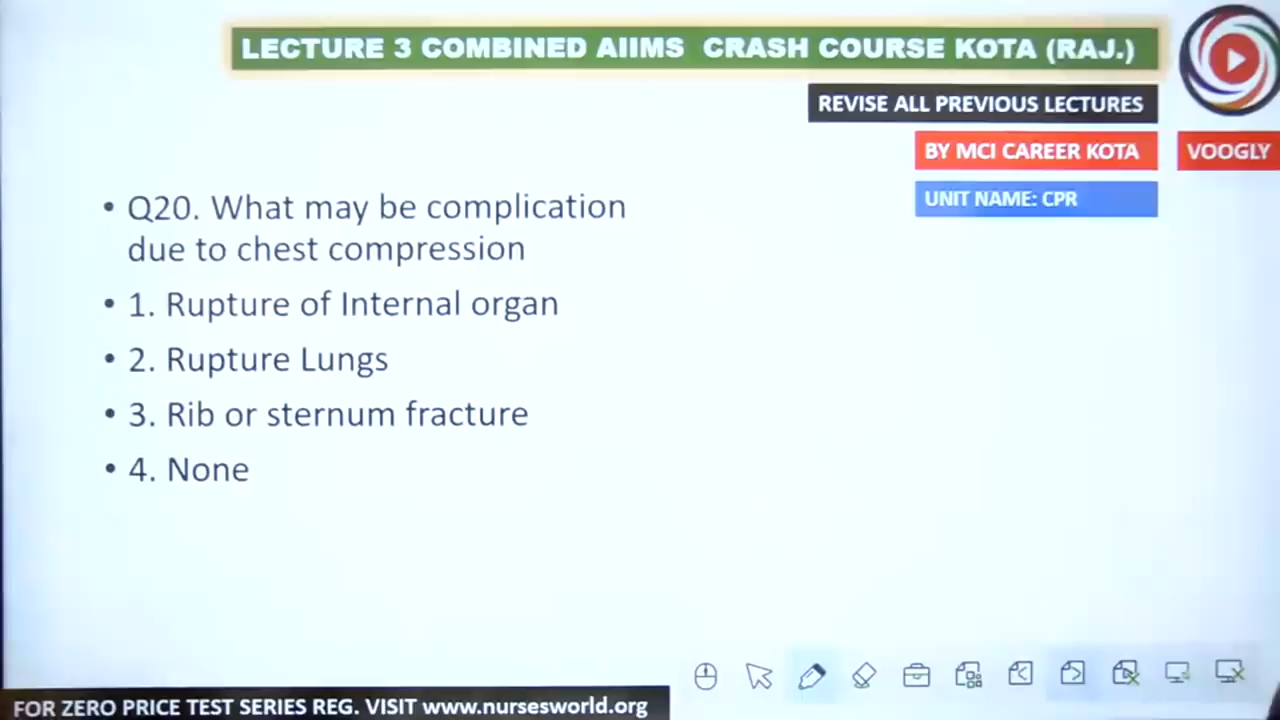 LECTURE 3 COMBINED AIIMS CRASH COURSE KOTA (RAJ.)
REVISE ALL PREVIOUS LECTURES
BY MCI CAREER KOTA
VOOGLY
UNIT NAME: CPR
• Q20. What may be complication
due to chest compression
• 1. Rupture of Internal organ
• 2. Rupture Lungs
• 3. Rib or sternum fracture
• 4. None
FOR ZERO PRICE TEST SERIES REG. VISIT www.nursesworld.org